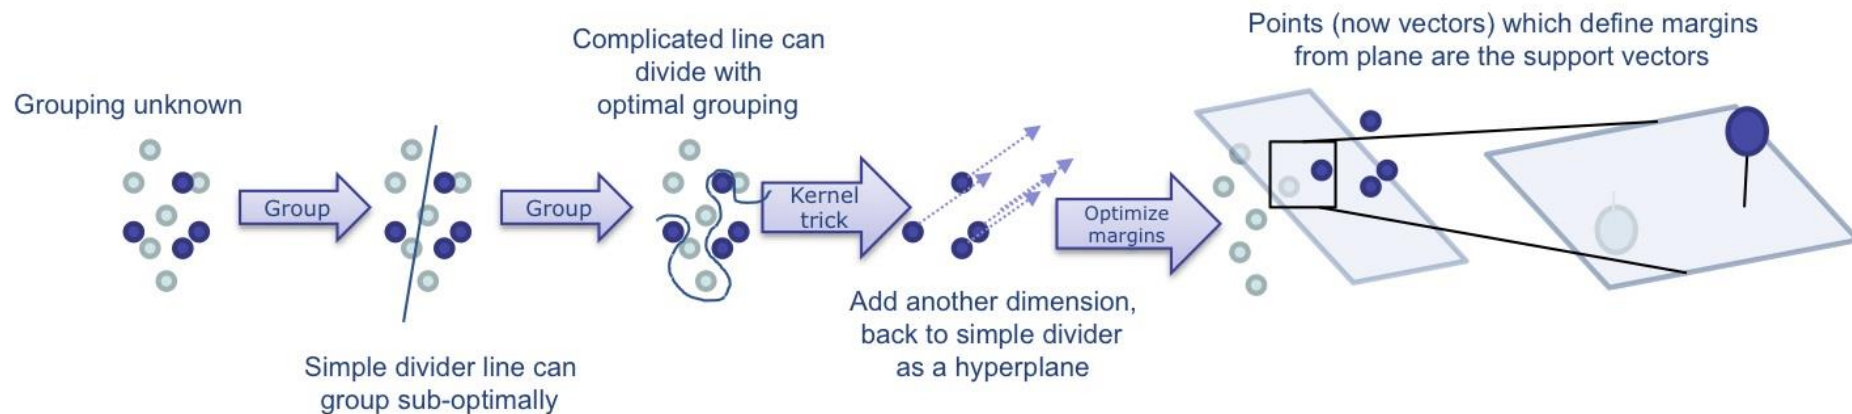 Grouping unknown
Group
Simple divider line can
group sub-optimally
Group
Complicated line can
divide with
optimal grouping
Kernel
trick
Add another dimension,
back to simple divider
as a hyperplane
Optimize
margins
Points (now vectors) which define margins
from plane are the support vectors